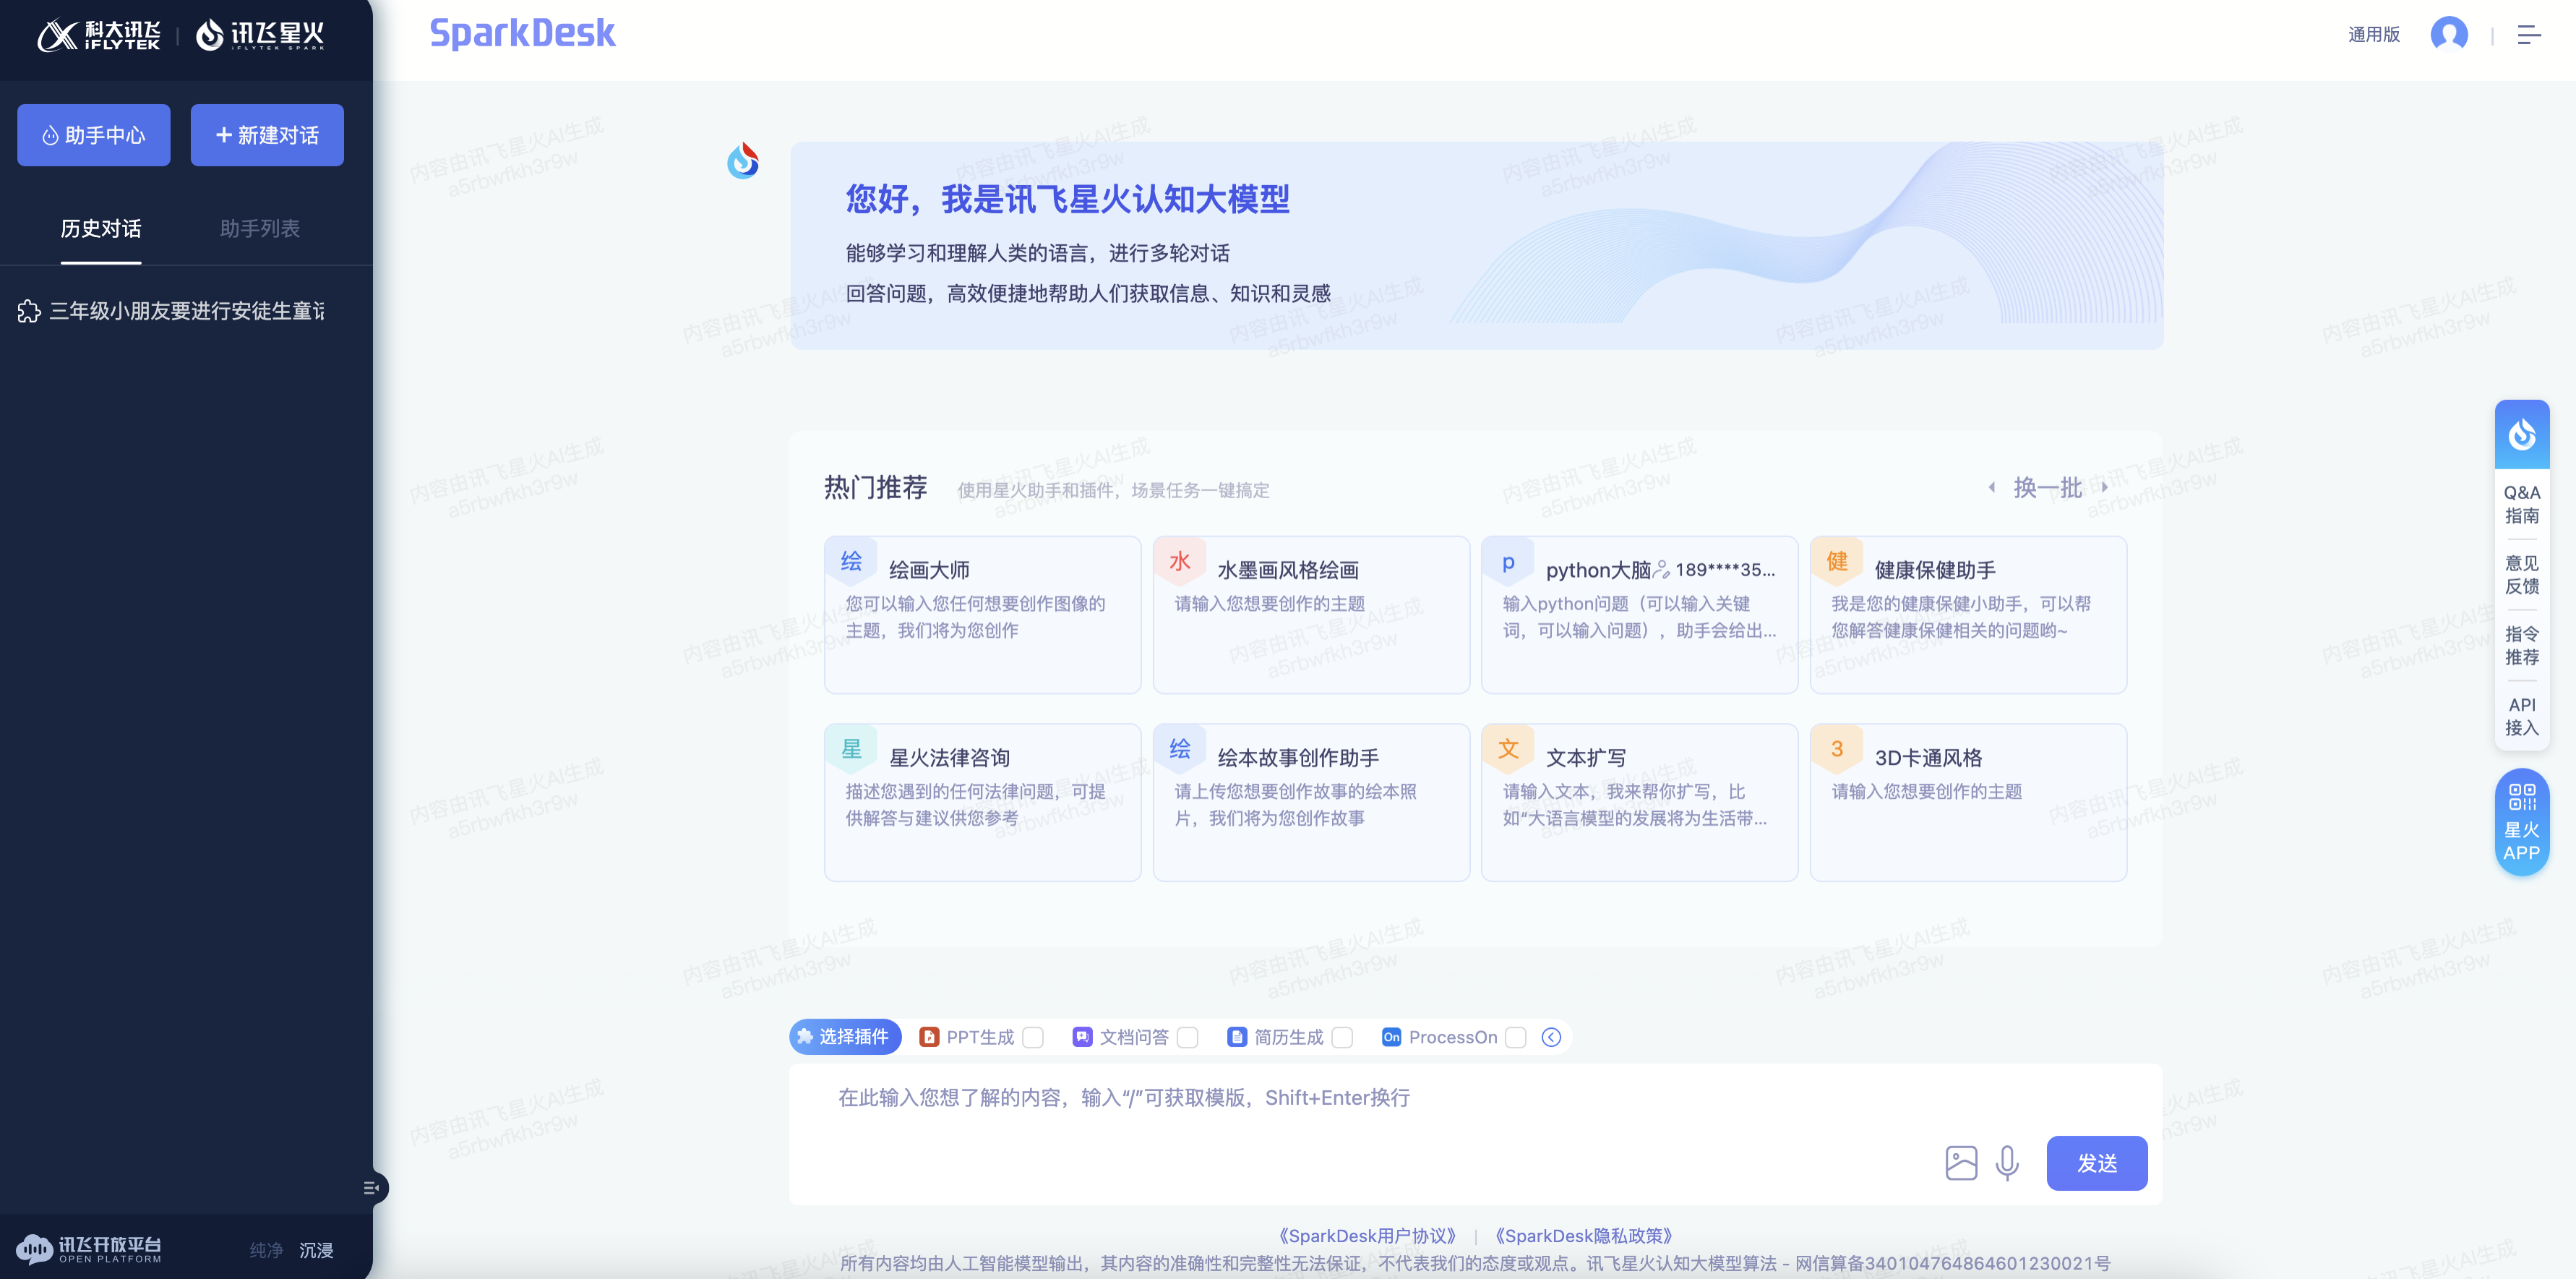 科大讯飞 iFLYTEK | 讯飞星火 iFLYTEK SPARK
SparkDesk
通用版
助手中心
新建对话
历史对话
助手列表
三年级小朋友要进行安徒生童
您好，我是讯飞星火认知大模型
能够学习和理解人类的语言，进行多轮对话
回答问题，高效便捷地帮助人们获取信息、知识和灵感
热门推荐
使用星火助手和插件，场景任务一键搞定
换一批
绘 绘画大师
您可以输入您任何想要创作图像的
主题，我们将为您创作
水 水墨画风格绘画
请输入您想要创作的主题
p python大脑 189****35...
输入python问题（可以输入关键
词，可以输入问题），助手会给出...
健 健康保健助手
我是您的健康保健小助手，可以帮
您解答健康保健相关的问题哟~
星 星火法律咨询
描述您遇到的任何法律问题，可提
供解答与建议供您参考
绘 绘本故事创作助手
请上传您想要创作故事的绘本照
片，我们将为您创作故事
文 文本扩写
请输入文本，我来帮你扩写，比
如“大语言模型的发展将为生活带...
3 3D卡通风格
请输入您想要创作的主题
Q&A
指南
意见
反馈
指令
推荐
API
接入
星火
APP
选择插件
PPT生成
文档问答
简历生成
On ProcessOn
在此输入您想了解的内容，输入“/”可获取模版，Shift+Enter换行
发送
讯飞开放平台
OPEN PLATFORM
纯净 沉浸
《SparkDesk用户协议》 | 《SparkDesk隐私政策》
所有内容均由人工智能模型输出，其内容的准确性和完整性无法保证，不代表我们的态度或观点。讯飞星火认知大模型算法 - 网信算备340104764864601230021号
内容由讯飞星火AI生成
a5rbwfkh3r9w